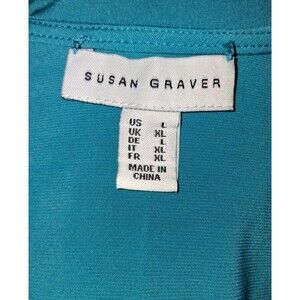 SUSAN GRAVER
US L
UK XL
DE L
IT XL
FR XL
MADE IN
CHINA